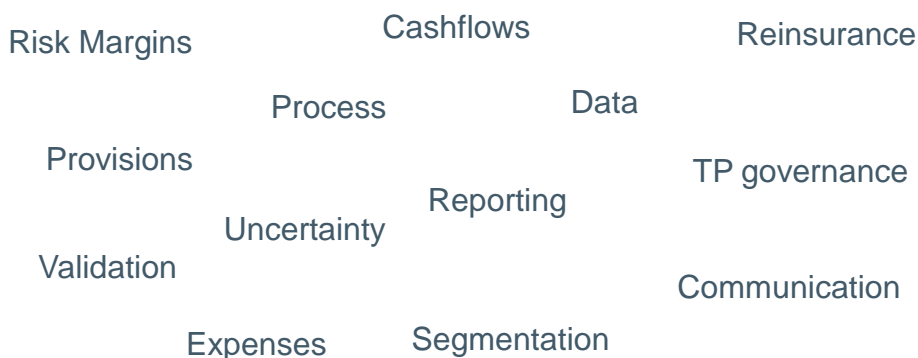 Risk Margins
Cashflows
Reinsurance
Process
Data
Provisions
TP governance
Reporting
Uncertainty
Validation
Communication
Expenses
Segmentation